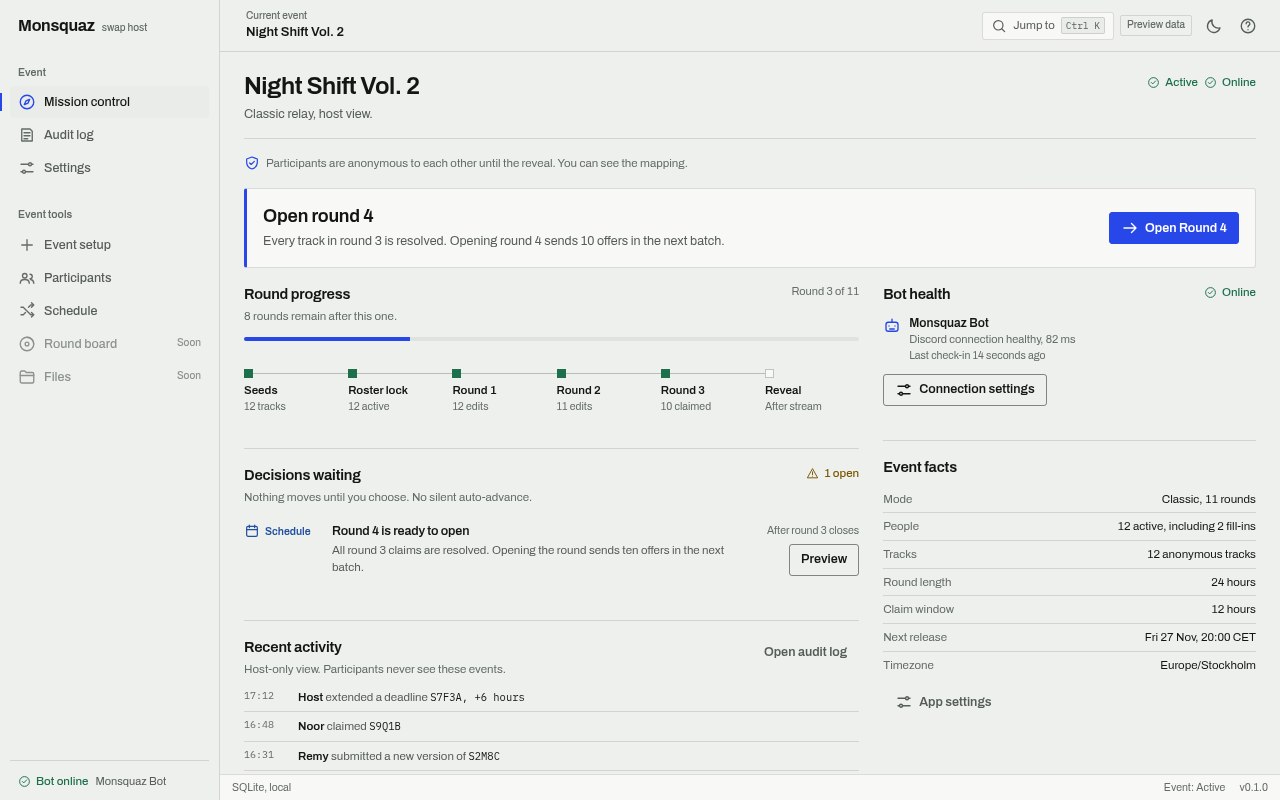 Monsquaz swap host
Event
Mission control
Audit log
Settings
Event tools
Event setup
Participants
Schedule
Round board Soon
Files Soon
Bot online Monsquaz Bot
Current event
Night Shift Vol. 2
Jump to Ctrl K
Preview data
Night Shift Vol. 2
Active Online
Classic relay, host view.
Participants are anonymous to each other until the reveal. You can see the mapping.
Open round 4
Every track in round 3 is resolved. Opening round 4 sends 10 offers in the next batch.
Open Round 4
Round progress
Round 3 of 11
8 rounds remain after this one.
Seeds
12 tracks
Roster lock
12 active
Round 1
12 edits
Round 2
11 edits
Round 3
10 claimed
Reveal
After stream
Decisions waiting
1 open
Nothing moves until you choose. No silent auto-advance.
Schedule
Round 4 is ready to open
All round 3 claims are resolved. Opening the round sends ten offers in the next
batch.
After round 3 closes
Preview
Recent activity
Open audit log
Host-only view. Participants never see these events.
17:12 Host extended a deadline S7F3A, +6 hours
16:48 Noor claimed S9Q1B
16:31 Remy submitted a new version of S2M8C
Bot health
Online
Monsquaz Bot
Discord connection healthy, 82 ms
Last check-in 14 seconds ago
Connection settings
Event facts
Mode Classic, 11 rounds
People 12 active, including 2 fill-ins
Tracks 12 anonymous tracks
Round length 24 hours
Claim window 12 hours
Next release Fri 27 Nov, 20:00 CET
Timezone Europe/Stockholm
App settings
SQLite, local
Event: Active v0.1.0